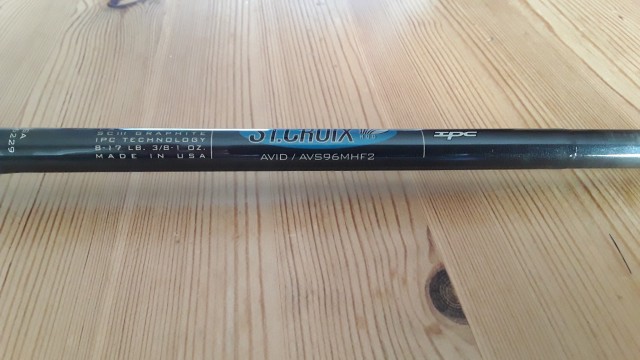 SCIII GRAPHITE
IPC TECHNOLOGY
8-17 LB. 3/8-1 OZ.
MADE IN USA
ST.CROIX
AVID / AVS96MHF2
IPC
229